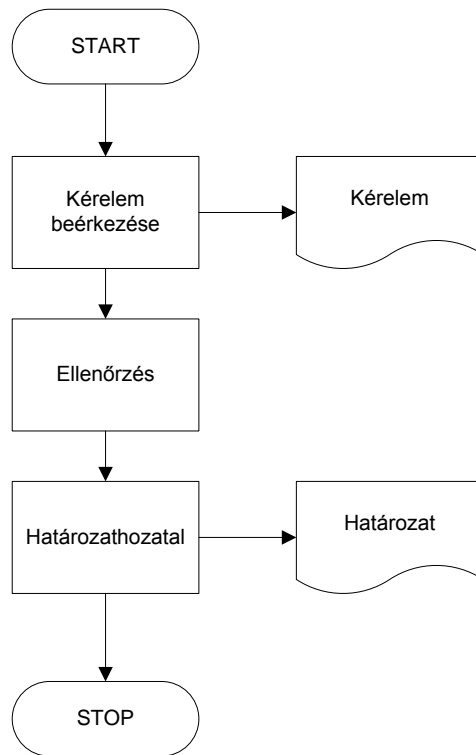 START
Kérelem
beérkezése
Kérelem
Ellenőrzés
Határozathozatal
Határozat
STOP